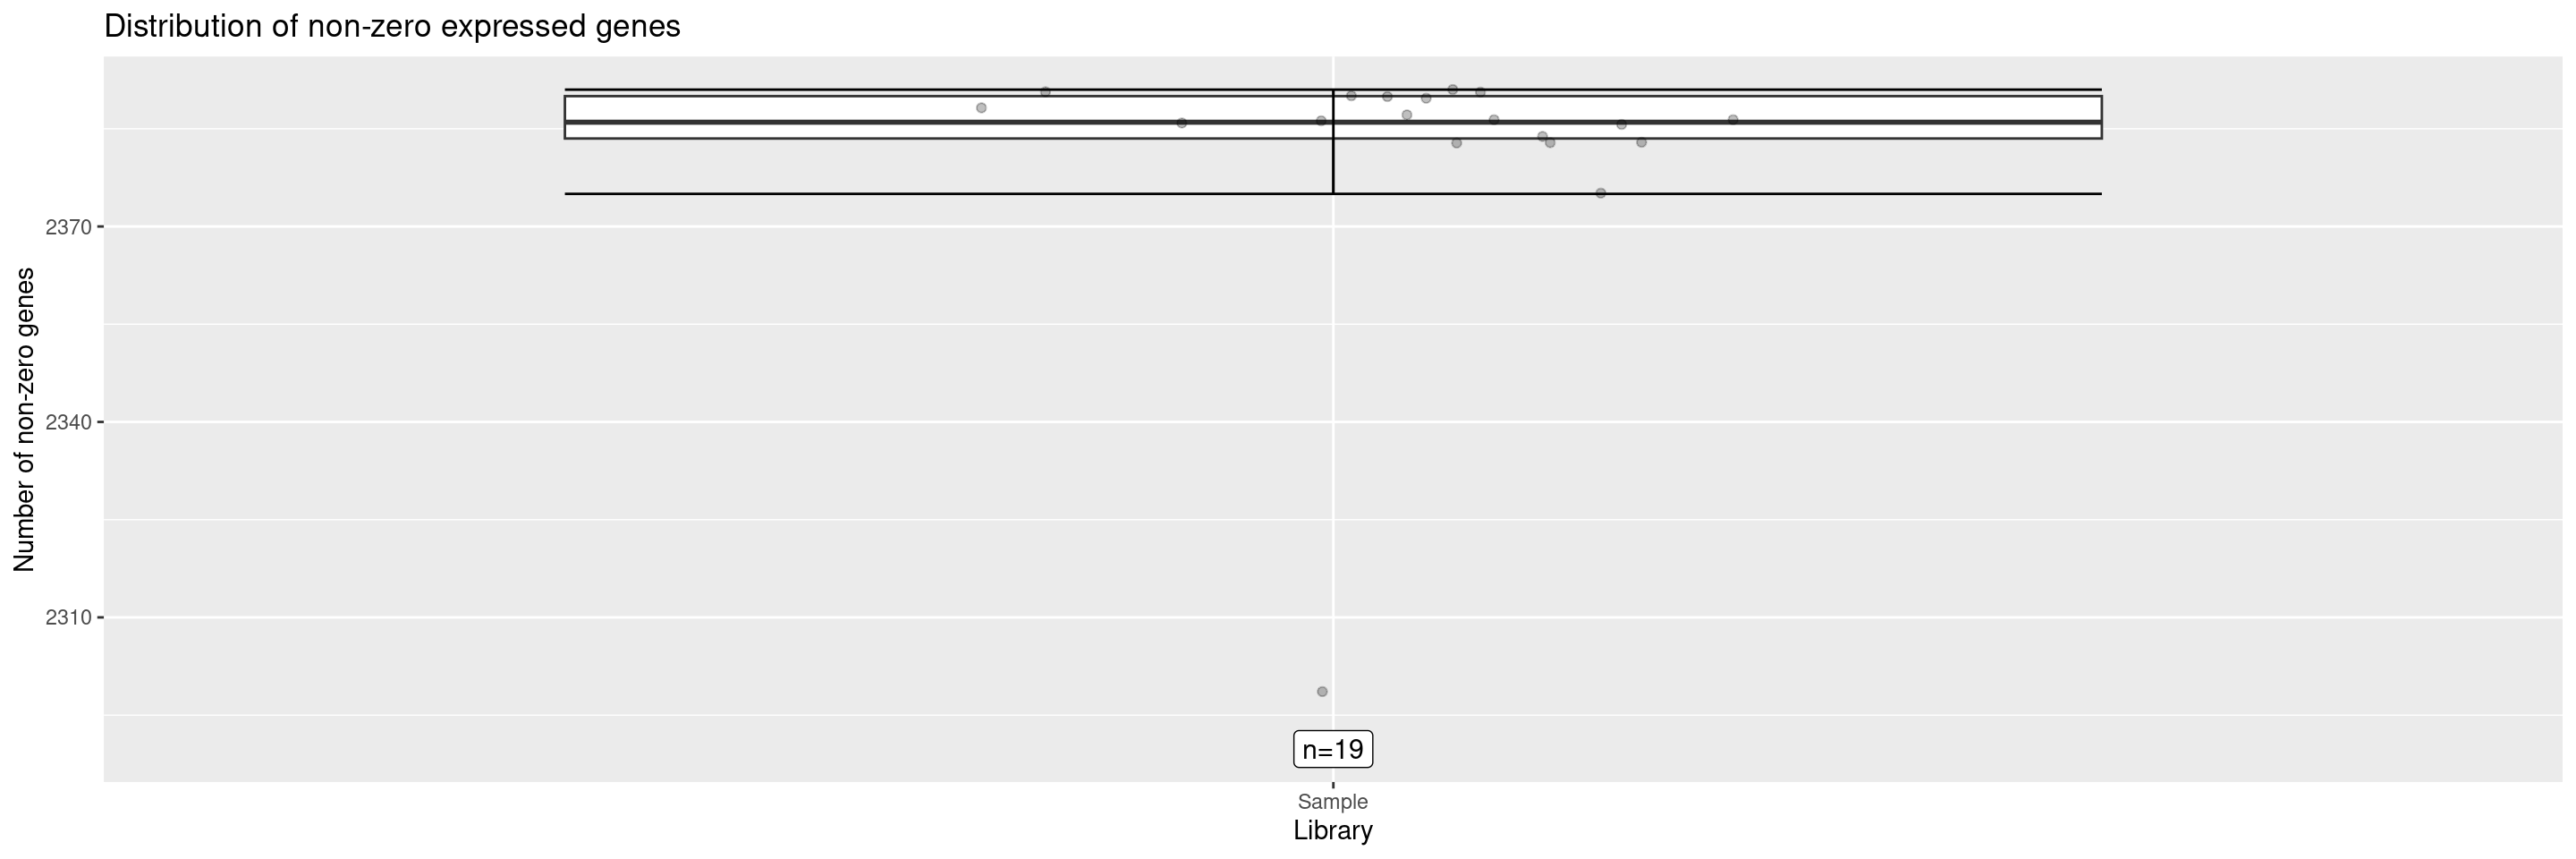 Distribution of non-zero expressed genes
Number of non-zero genes
2370
2340
2310
n=19
Sample
Library